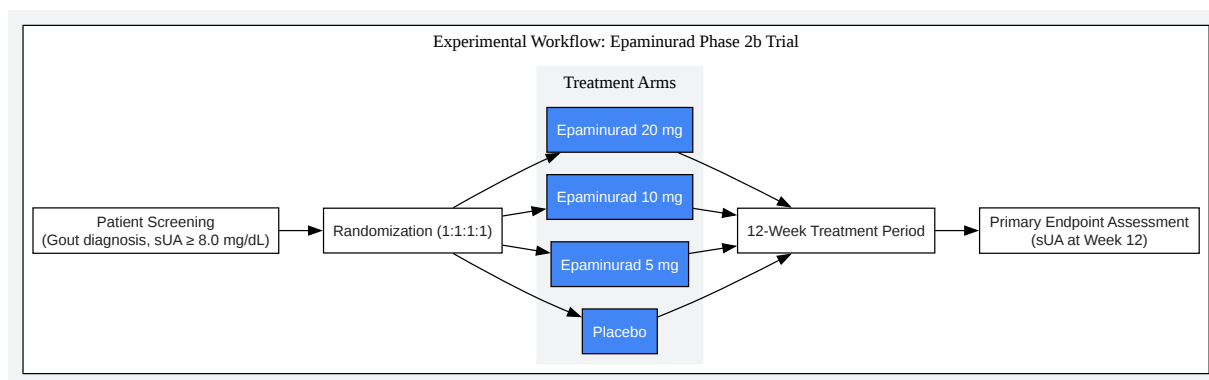 Experimental Workflow: Epaminurad Phase 2b Trial
Treatment Arms
Epaminurad 20 mg
Epaminurad 10 mg
Patient Screening
(Gout diagnosis, sUA ≥ 8.0 mg/dL)
Randomization (1:1:1:1)
12-Week Treatment Period
Primary Endpoint Assessment
(sUA at Week 12)
Epaminurad 5 mg
Placebo